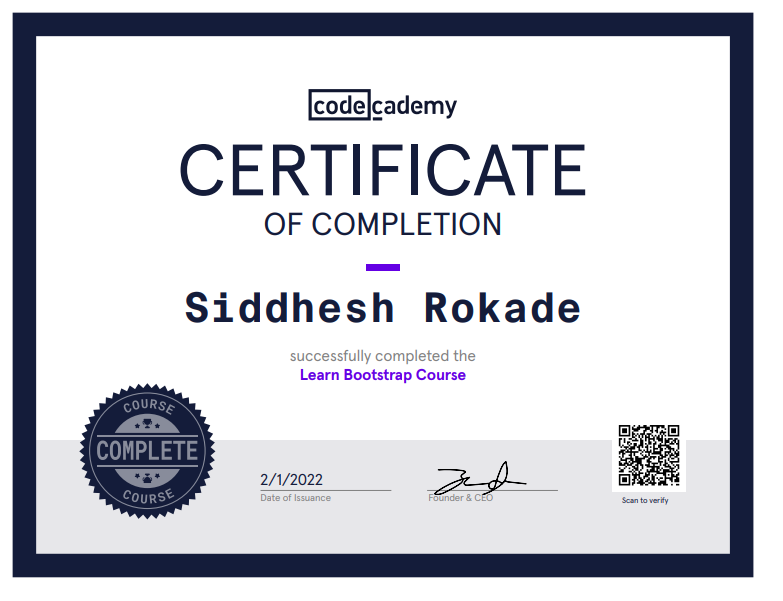 codecademy
CERTIFICATE
OF COMPLETION
Siddhesh Rokade
successfully completed the
Learn Bootstrap Course
COURSE
COMPLETE
COURSE
2/1/2022
Date of Issuance
Founder & CEO
Scan to verify